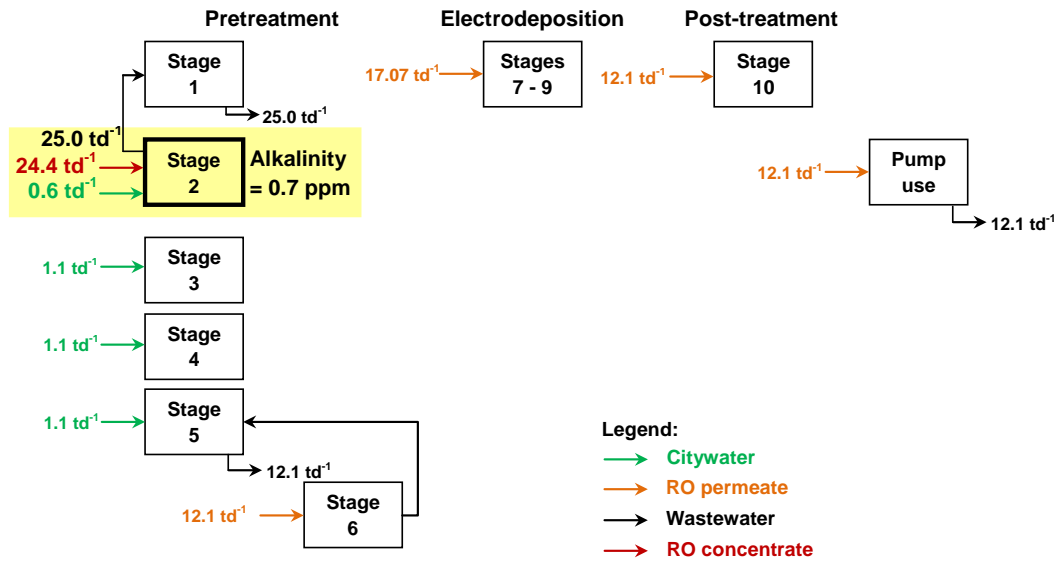 Pretreatment
Electrodeposition
Post-treatment
Stage
1
25.0 td⁻¹
25.0 td⁻¹
24.4 td⁻¹
0.6 td⁻¹
Stage
2
Alkalinity
= 0.7 ppm
1.1 td⁻¹
Stage
3
1.1 td⁻¹
Stage
4
1.1 td⁻¹
Stage
5
12.1 td⁻¹
12.1 td⁻¹
Stage
6
17.07 td⁻¹
Stages
7 - 9
12.1 td⁻¹
Stage
10
12.1 td⁻¹
Pump
use
12.1 td⁻¹
Legend:
Citywater
RO permeate
Wastewater
RO concentrate